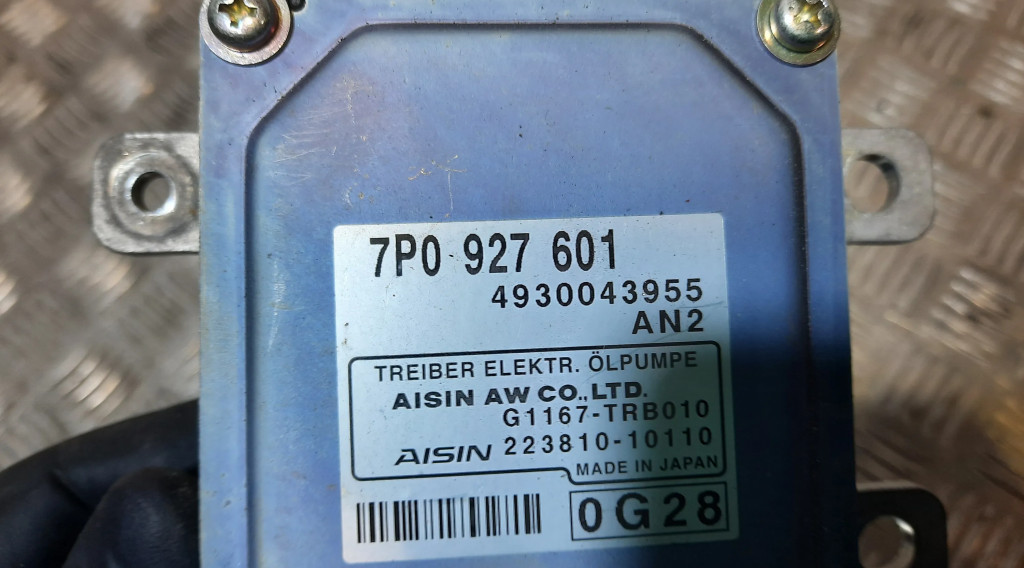 7P0 927 601
4930043955
AN2
TREIBER ELEKTR. ÖLPUMPE
AISIN AW CO.,LTD.
G1167-TRB010
AISIN 223810-10110
MADE IN JAPAN
0G28